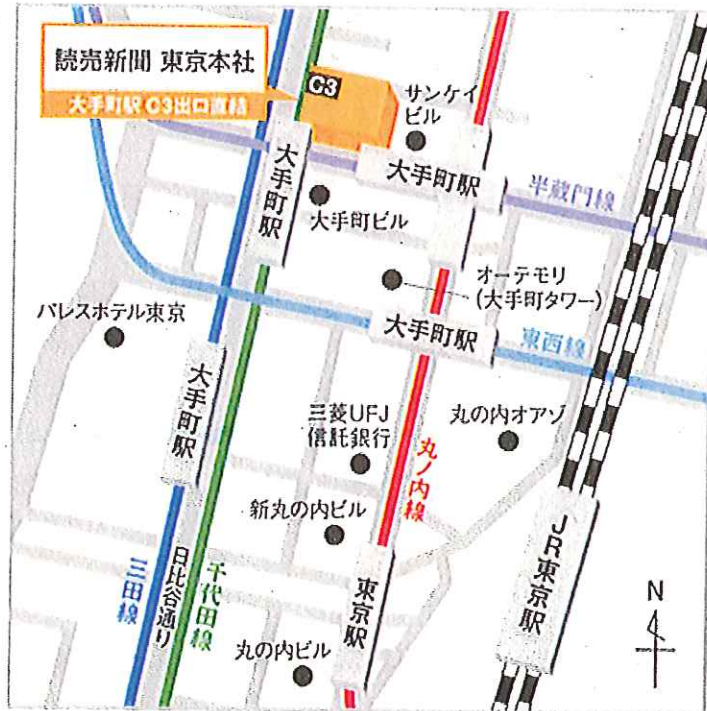 読売新聞 東京本社
大手町駅 C3出口直結
C3
サンケイ
ビル
大手町駅
大手町駅
半蔵門線
大手町ビル
オーテモリ
(大手町タワー)
パレスホテル東京
大手町駅
東西線
大手町駅
三菱UFJ
信託銀行
丸の内オアゾ
丸ノ内線
新丸の内ビル
JR東京駅
三田線
日比谷通り
千代田線
東京駅
丸の内ビル
N